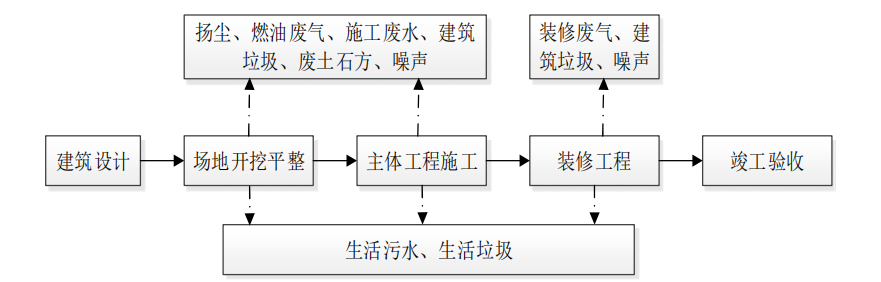 扬尘、燃油废气、施工废水、建筑
垃圾、废土石方、噪声
装修废气、建
筑垃圾、噪声
建筑设计
场地开挖平整
主体工程施工
装修工程
竣工验收
生活污水、生活垃圾